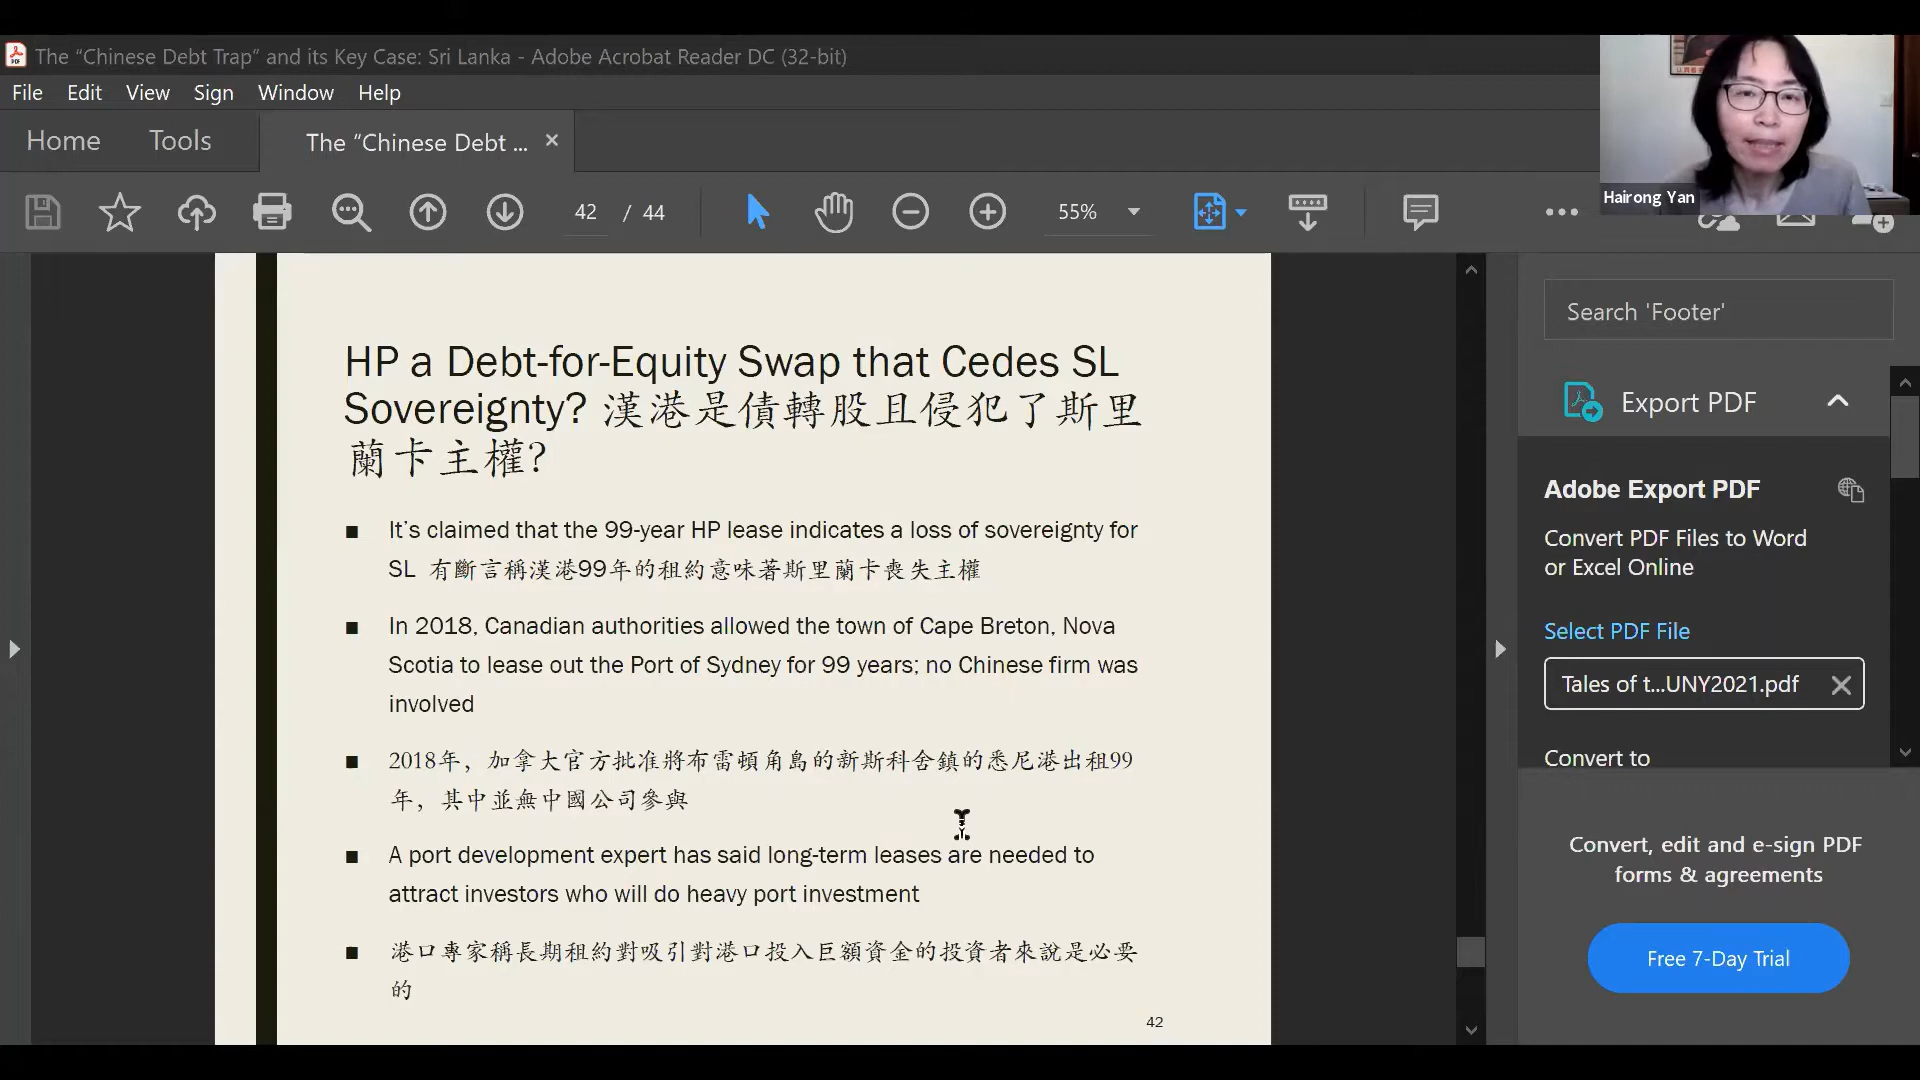 The “Chinese Debt Trap” and its Key Case: Sri Lanka - Adobe Acrobat Reader DC (32-bit)
File Edit View Sign Window Help
Home Tools The “Chinese Debt ...
42 / 44 55%
Hairong Yan
HP a Debt-for-Equity Swap that Cedes SL
Sovereignty? 漢港是債轉股且侵犯了斯里
蘭卡主權?
■ It’s claimed that the 99-year HP lease indicates a loss of sovereignty for
SL 有斷言稱漢港99年的租約意味著斯里蘭卡喪失主權
■ In 2018, Canadian authorities allowed the town of Cape Breton, Nova
Scotia to lease out the Port of Sydney for 99 years; no Chinese firm was
involved
■ 2018年，加拿大官方批准將布雷頓角島的新斯科舍鎮的悉尼港出租99
年，其中並無中國公司參與
■ A port development expert has said long-term leases are needed to
attract investors who will do heavy port investment
■ 港口專家稱長期租約對吸引對港口投入巨額資金的投資者來說是必要
的
42
Search 'Footer'
Export PDF
Adobe Export PDF
Convert PDF Files to Word
or Excel Online
Select PDF File
Tales of t...UNY2021.pdf
Convert to
Convert, edit and e-sign PDF
forms & agreements
Free 7-Day Trial